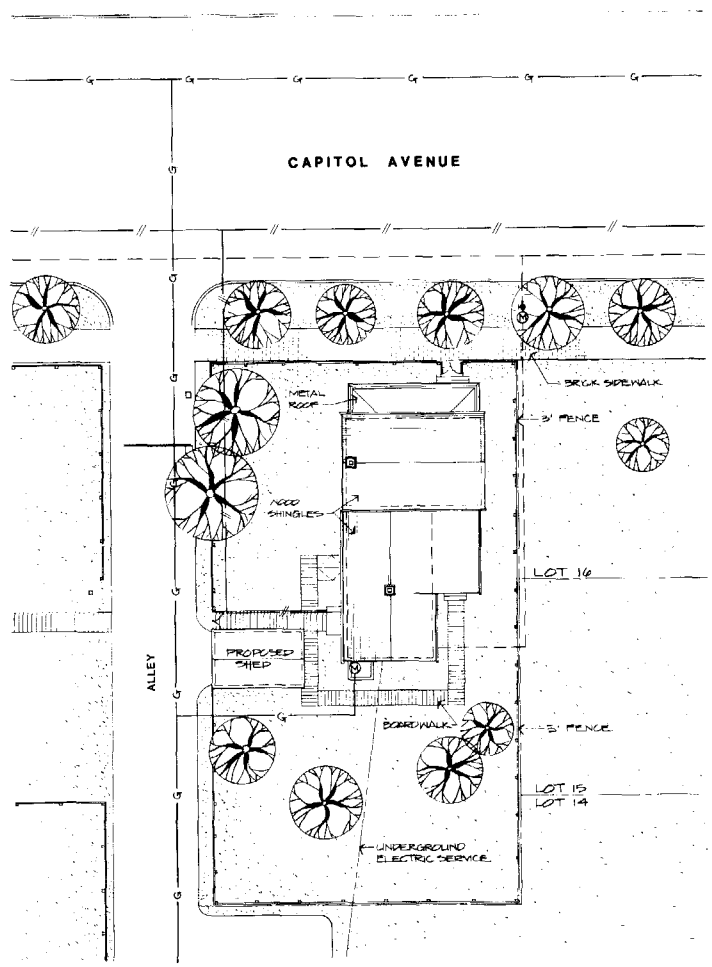 G G G G G G
CAPITOL AVENUE
G
G
M
METAL
ROOF
BRICK SIDEWALK
G
3' FENCE
WOOD
SHINGLES
G
LOT 16
G
PROPOSED
SHED
ALLEY
M
G
G
BOARDWALK
5' FENCE
LOT 15
LOT 14
G
UNDERGROUND
ELECTRIC SERVICE
G